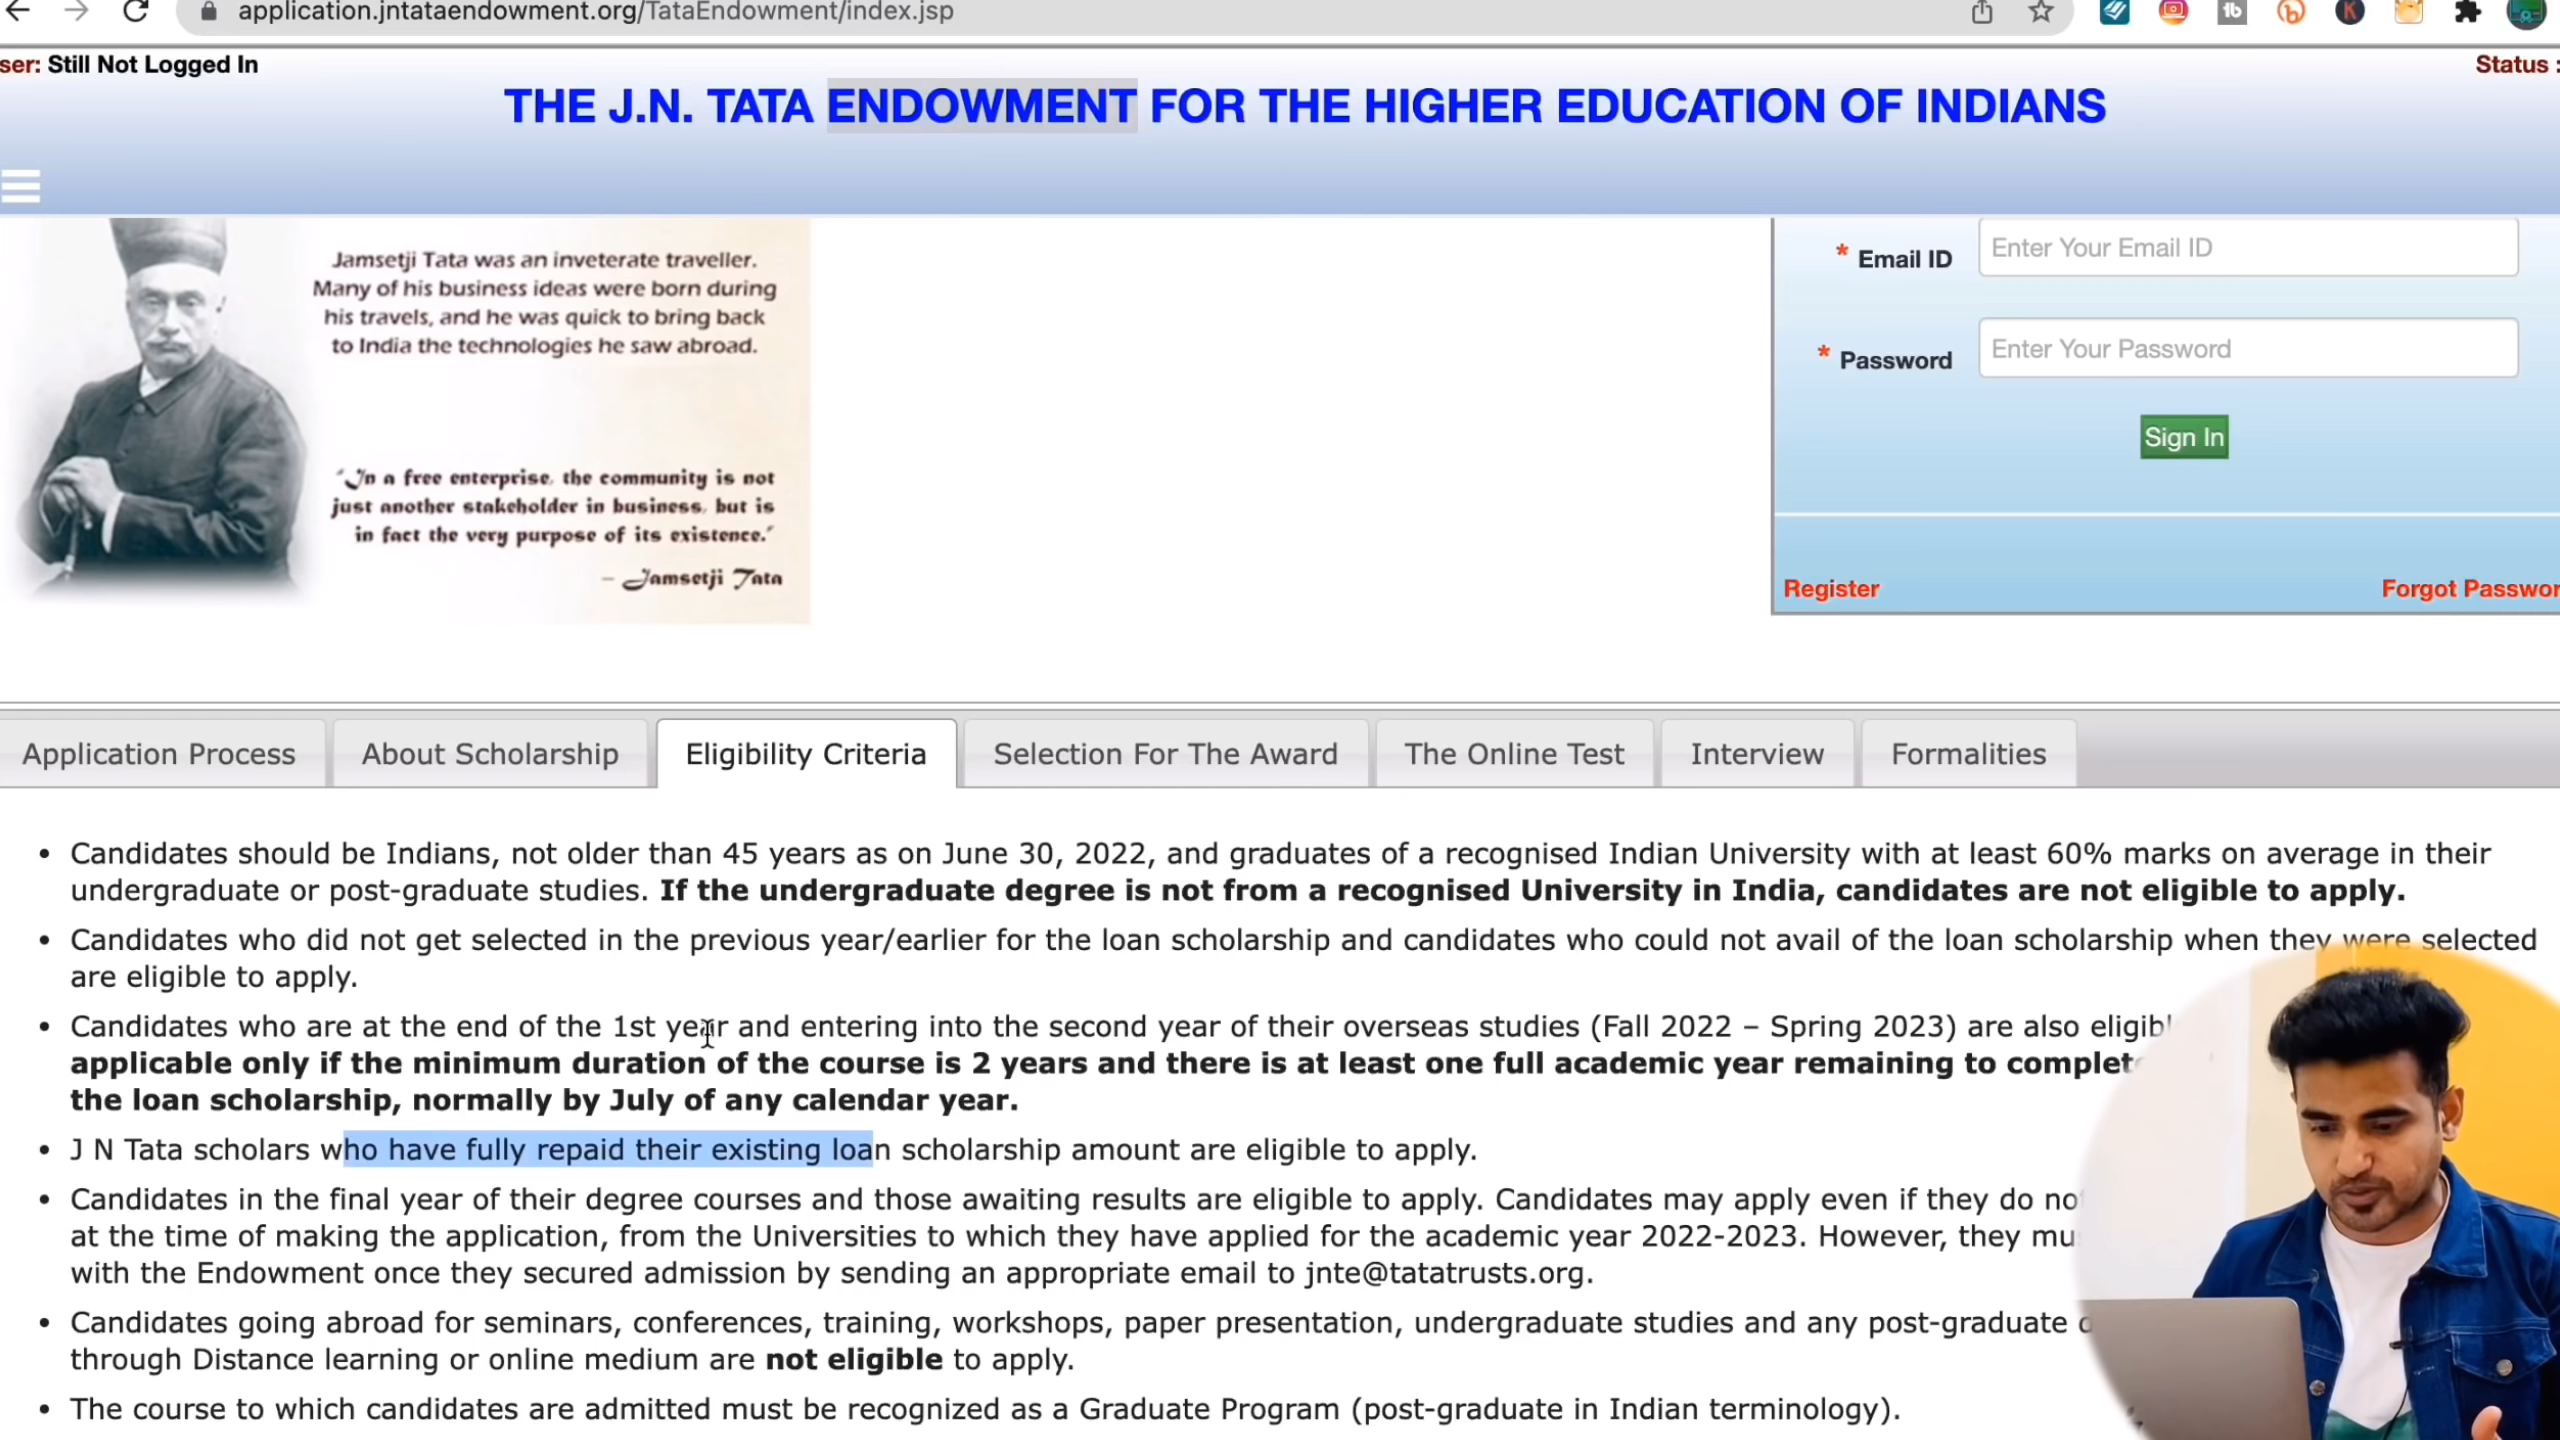 application.jntataendowment.org/TataEndowment/index.jsp
ser: Still Not Logged In
Status :
THE J.N. TATA ENDOWMENT FOR THE HIGHER EDUCATION OF INDIANS
Jamsetji Tata was an inveterate traveller.
Many of his business ideas were born during
his travels, and he was quick to bring back
to India the technologies he saw abroad.
"In a free enterprise, the community is not
just another stakeholder in business, but is
in fact the very purpose of its existence."
– Jamsetji Tata
* Email ID
Enter Your Email ID
* Password
Enter Your Password
Sign In
Register
Forgot Passwor
Application Process
About Scholarship
Eligibility Criteria
Selection For The Award
The Online Test
Interview
Formalities
• Candidates should be Indians, not older than 45 years as on June 30, 2022, and graduates of a recognised Indian University with at least 60% marks on average in their
undergraduate or post-graduate studies. If the undergraduate degree is not from a recognised University in India, candidates are not eligible to apply.
• Candidates who did not get selected in the previous year/earlier for the loan scholarship and candidates who could not avail of the loan scholarship when they were selected
are eligible to apply.
• Candidates who are at the end of the 1st year and entering into the second year of their overseas studies (Fall 2022 – Spring 2023) are also
applicable only if the minimum duration of the course is 2 years and there is at least one full academic year remaining to
the loan scholarship, normally by July of any calendar year.
• J N Tata scholars who have fully repaid their existing loan scholarship amount are eligible to apply.
• Candidates in the final year of their degree courses and those awaiting results are eligible to apply. Candidates may apply even if they do
at the time of making the application, from the Universities to which they have applied for the academic year 2022-2023. However, they
with the Endowment once they secured admission by sending an appropriate email to jnte@tatatrusts.org.
• Candidates going abroad for seminars, conferences, training, workshops, paper presentation, undergraduate studies and any post-graduate
through Distance learning or online medium are not eligible to apply.
• The course to which candidates are admitted must be recognized as a Graduate Program (post-graduate in Indian terminology).